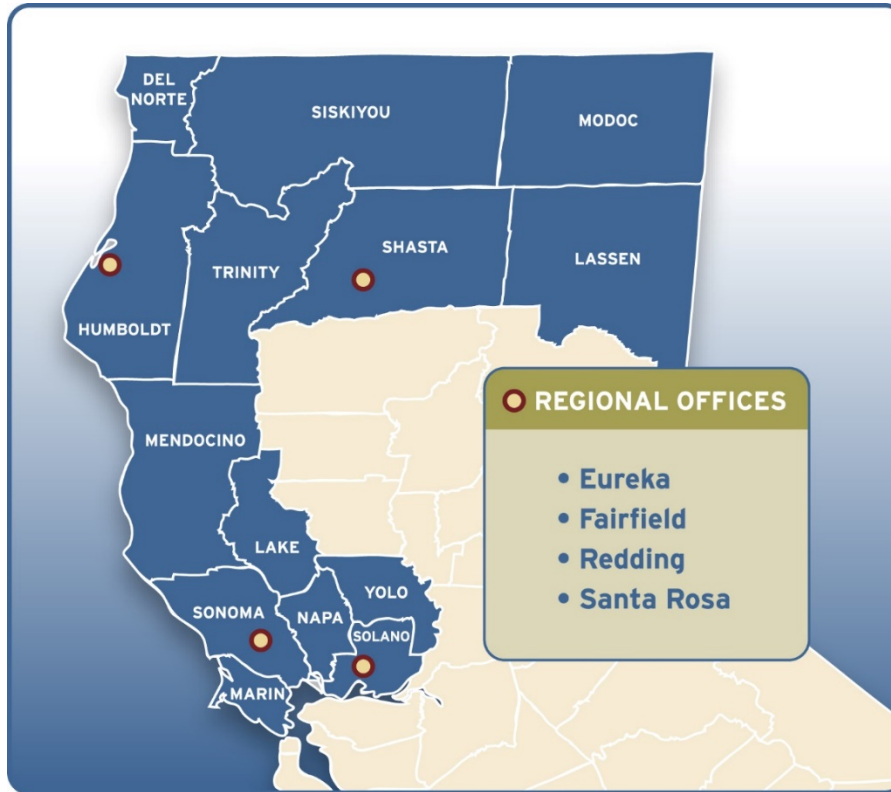 DEL
NORTE
SISKIYOU
MODOC
SHASTA
LASSEN
TRINITY
HUMBOLDT
MENDOCINO
LAKE
YOLO
SONOMA
NAPA
SOLANO
MARIN
REGIONAL OFFICES
• Eureka
• Fairfield
• Redding
• Santa Rosa